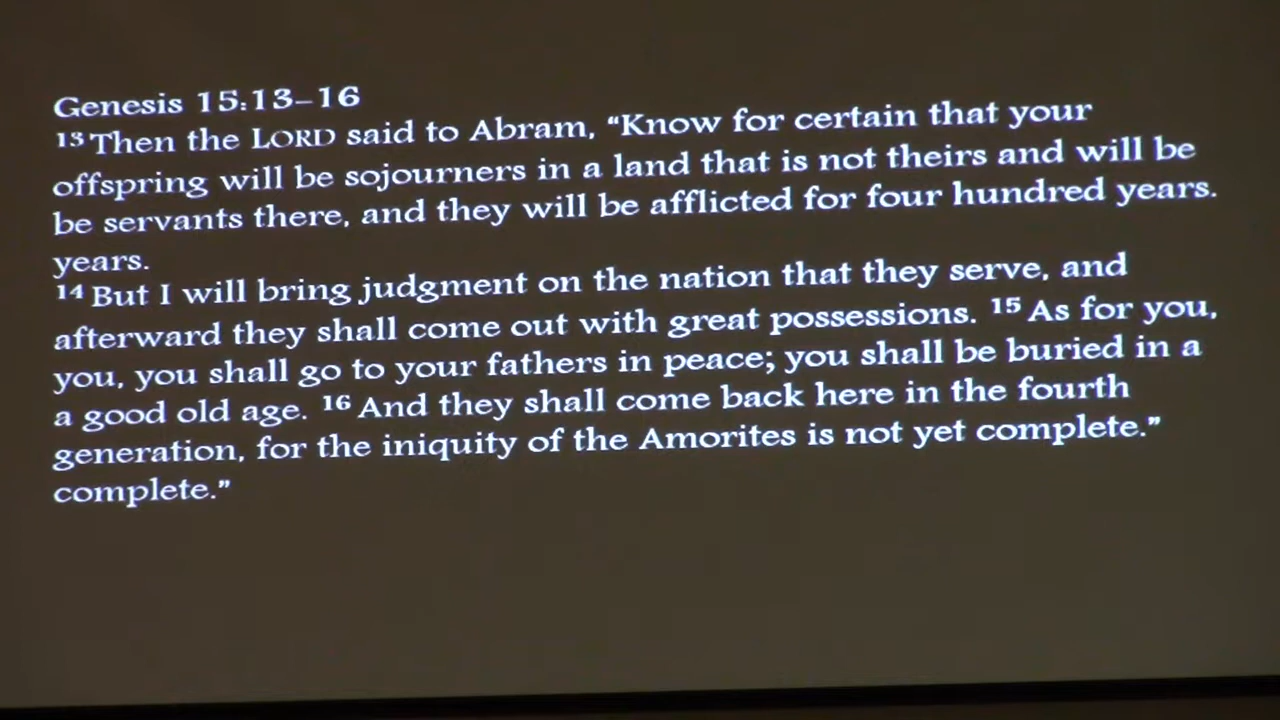 Genesis 15:13–16
13 Then the LORD said to Abram, “Know for certain that your
offspring will be sojourners in a land that is not theirs and will be
be servants there, and they will be afflicted for four hundred years.
years.
14 But I will bring judgment on the nation that they serve, and
afterward they shall come out with great possessions. 15 As for you,
you, you shall go to your fathers in peace; you shall be buried in a
a good old age. 16 And they shall come back here in the fourth
generation, for the iniquity of the Amorites is not yet complete.”
complete.”